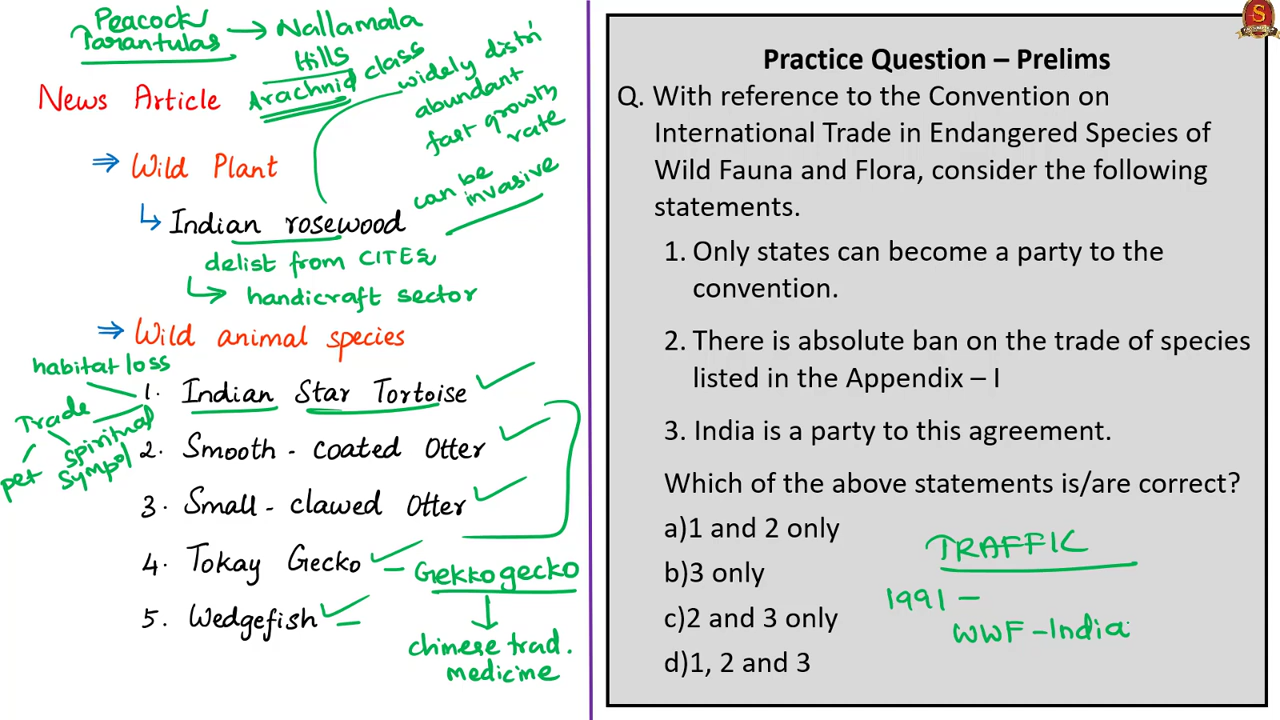 Peacock
Parantulas → Nallamala
Hills
Arachnid class
News Article
widely distri
abundant
fast growth
rate
can be
invasive
⇒ Wild Plant
↳ Indian rosewood
delist from CITES
↳ handicraft sector
⇒ Wild animal species
habitat loss
Trade
pet
spiritual
symbol
1. Indian Star Tortoise
2. Smooth - coated Otter
3. Small - clawed Otter
4. Tokay Gecko
Gekko gecko
5. Wedgefish
chinese trad.
medicine
S
Practice Question – Prelims
Q. With reference to the Convention on
International Trade in Endangered Species of
Wild Fauna and Flora, consider the following
statements.
1. Only states can become a party to the
convention.
2. There is absolute ban on the trade of species
listed in the Appendix – I
3. India is a party to this agreement.
Which of the above statements is/are correct?
a)1 and 2 only
b)3 only
c)2 and 3 only
d)1, 2 and 3
TRAFFIC
1991 –
WWF - India